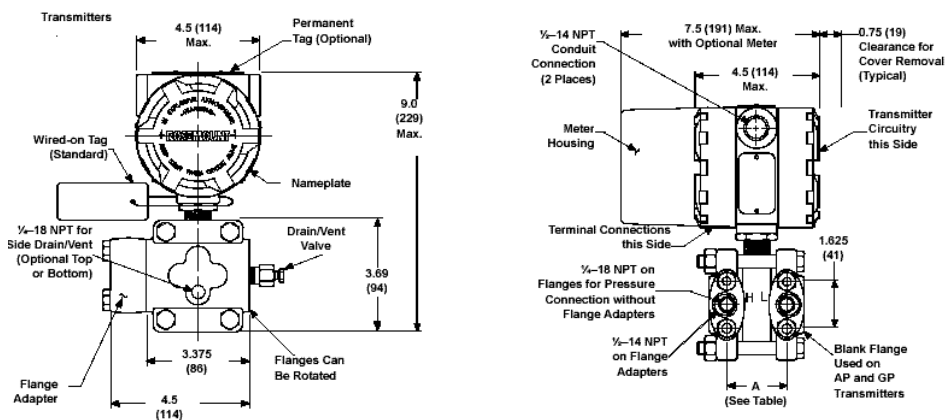 Transmitters
4.5 (114)
Max.
Permanent
Tag (Optional)
9.0
(229)
Max.
ROSEMOUNT
Wired-on Tag
(Standard)
Nameplate
¼–18 NPT for
Side Drain/Vent
(Optional Top
or Bottom)
Drain/Vent
Valve
3.69
(94)
3.375
(86)
Flanges Can
Be Rotated
Flange
Adapter
4.5
(114)
7.5 (191) Max.
with Optional Meter
0.75 (19)
Clearance for
Cover Removal
(Typical)
½–14 NPT
Conduit
Connection
(2 Places)
4.5 (114)
Max.
Meter
Housing
Transmitter
Circuitry
this Side
Terminal Connections
this Side
1.625
(41)
¼–18 NPT on
Flanges for Pressure
Connection without
Flange Adapters
H L
½–14 NPT
on Flange
Adapters
Blank Flange
Used on
AP and GP
Transmitters
A
(See Table)